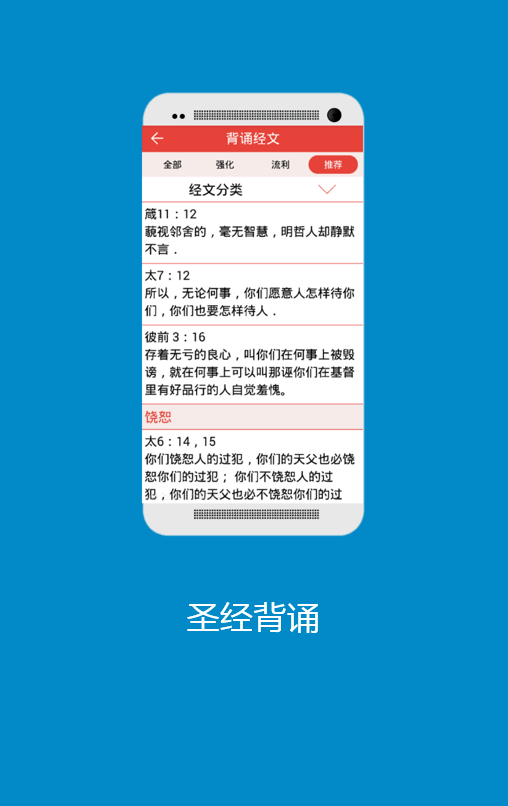 背诵经文
全部 强化 流利 推荐
经文分类
箴11：12
藐视邻舍的，毫无智慧，明哲人却静默
不言．
太7：12
所以，无论何事，你们愿意人怎样待你
们，你们也要怎样待人．
彼前 3：16
存着无亏的良心，叫你们在何事上被毁
谤，就在何事上可以叫那诬你们在基督
里有好品行的人自觉羞愧。
饶恕
太6：14，15
你们饶恕人的过犯，你们的天父也必饶
恕你们的过犯； 你们不饶恕人的过
犯，你们的天父也必不饶恕你们的过
圣经背诵